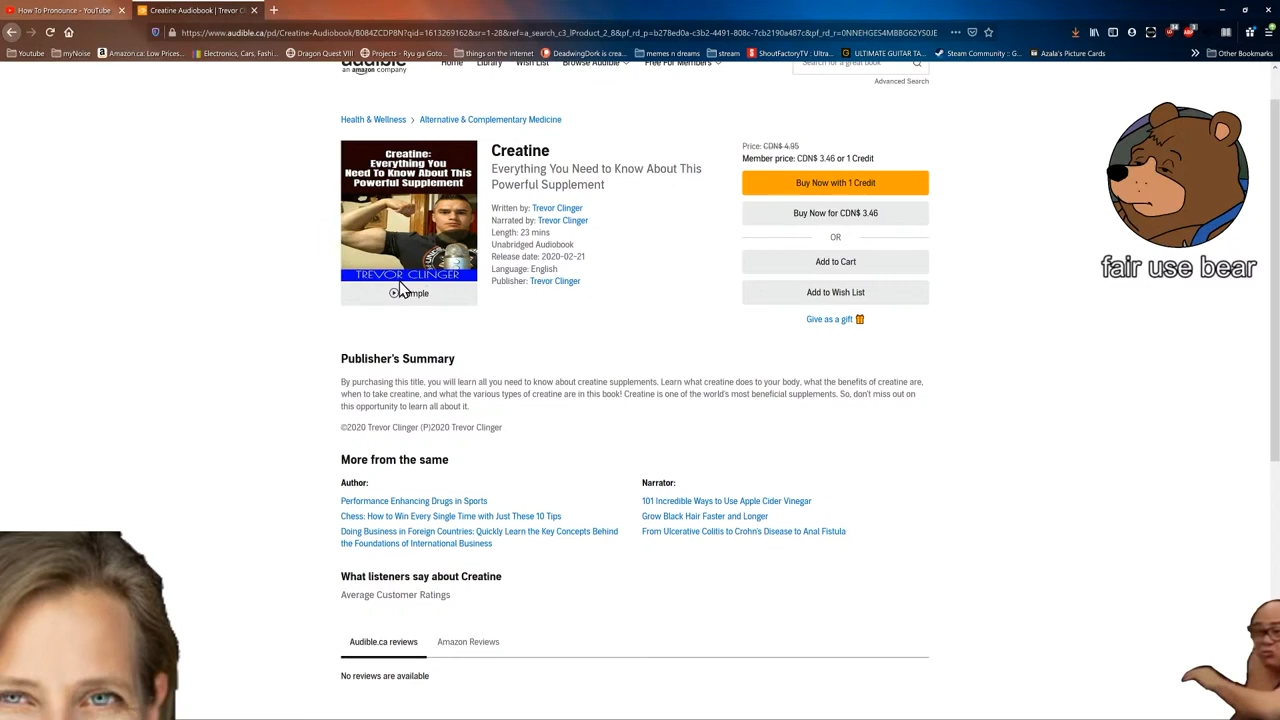 How To Pronounce - YouTube
Creatine Audiobook | Trevor C
https://www.audible.ca/pd/Creatine-Audiobook/B084ZCDP8N?qid=1613269162&sr=1-28&ref=a_search_c3_lProduct_2_8&pf_rd_p=b278ed0a-c3b2-4491-808c-7cb2190a487c&pf_rd_r=0NNEHGES4MBBG62YS0JE
Youtube
myNoise
Amazon.ca: Low Prices...
Electronics, Cars, Fashi...
Dragon Quest VIII
Projects - Ryu ga Goto...
things on the internet
DeadwingDork is crea...
memes n dreams
stream
ShoutFactoryTV : Ultra...
ULTIMATE GUITAR TA...
Steam Community :: G...
Azala's Picture Cards
Other Bookmarks
audible
an amazon company
Home
Library
Wish List
Browse Audible
Free For Members
Search for a great book
Advanced Search
Health & Wellness > Alternative & Complementary Medicine
Creatine:
Everything You
Need To Know About This
Powerful Supplement
TREVOR CLINGER
Creatine
Everything You Need to Know About This
Powerful Supplement
Written by: Trevor Clinger
Narrated by: Trevor Clinger
Length: 23 mins
Unabridged Audiobook
Release date: 2020-02-21
Language: English
Publisher: Trevor Clinger
Price: CDN$ 4.95
Member price: CDN$ 3.46 or 1 Credit
Buy Now with 1 Credit
Buy Now for CDN$ 3.46
OR
Add to Cart
Add to Wish List
Give as a gift
fair use bear
Publisher's Summary
By purchasing this title, you will learn all you need to know about creatine supplements. Learn what creatine does to your body, what the benefits of creatine are,
when to take creatine, and what the various types of creatine are in this book! Creatine is one of the world's most beneficial supplements. So, don't miss out on
this opportunity to learn all about it.
©2020 Trevor Clinger (P)2020 Trevor Clinger
More from the same
Author:
Performance Enhancing Drugs in Sports
Chess: How to Win Every Single Time with Just These 10 Tips
Doing Business in Foreign Countries: Quickly Learn the Key Concepts Behind
the Foundations of International Business
Narrator:
101 Incredible Ways to Use Apple Cider Vinegar
Grow Black Hair Faster and Longer
From Ulcerative Colitis to Crohn's Disease to Anal Fistula
What listeners say about Creatine
Average Customer Ratings
Audible.ca reviews
Amazon Reviews
No reviews are available